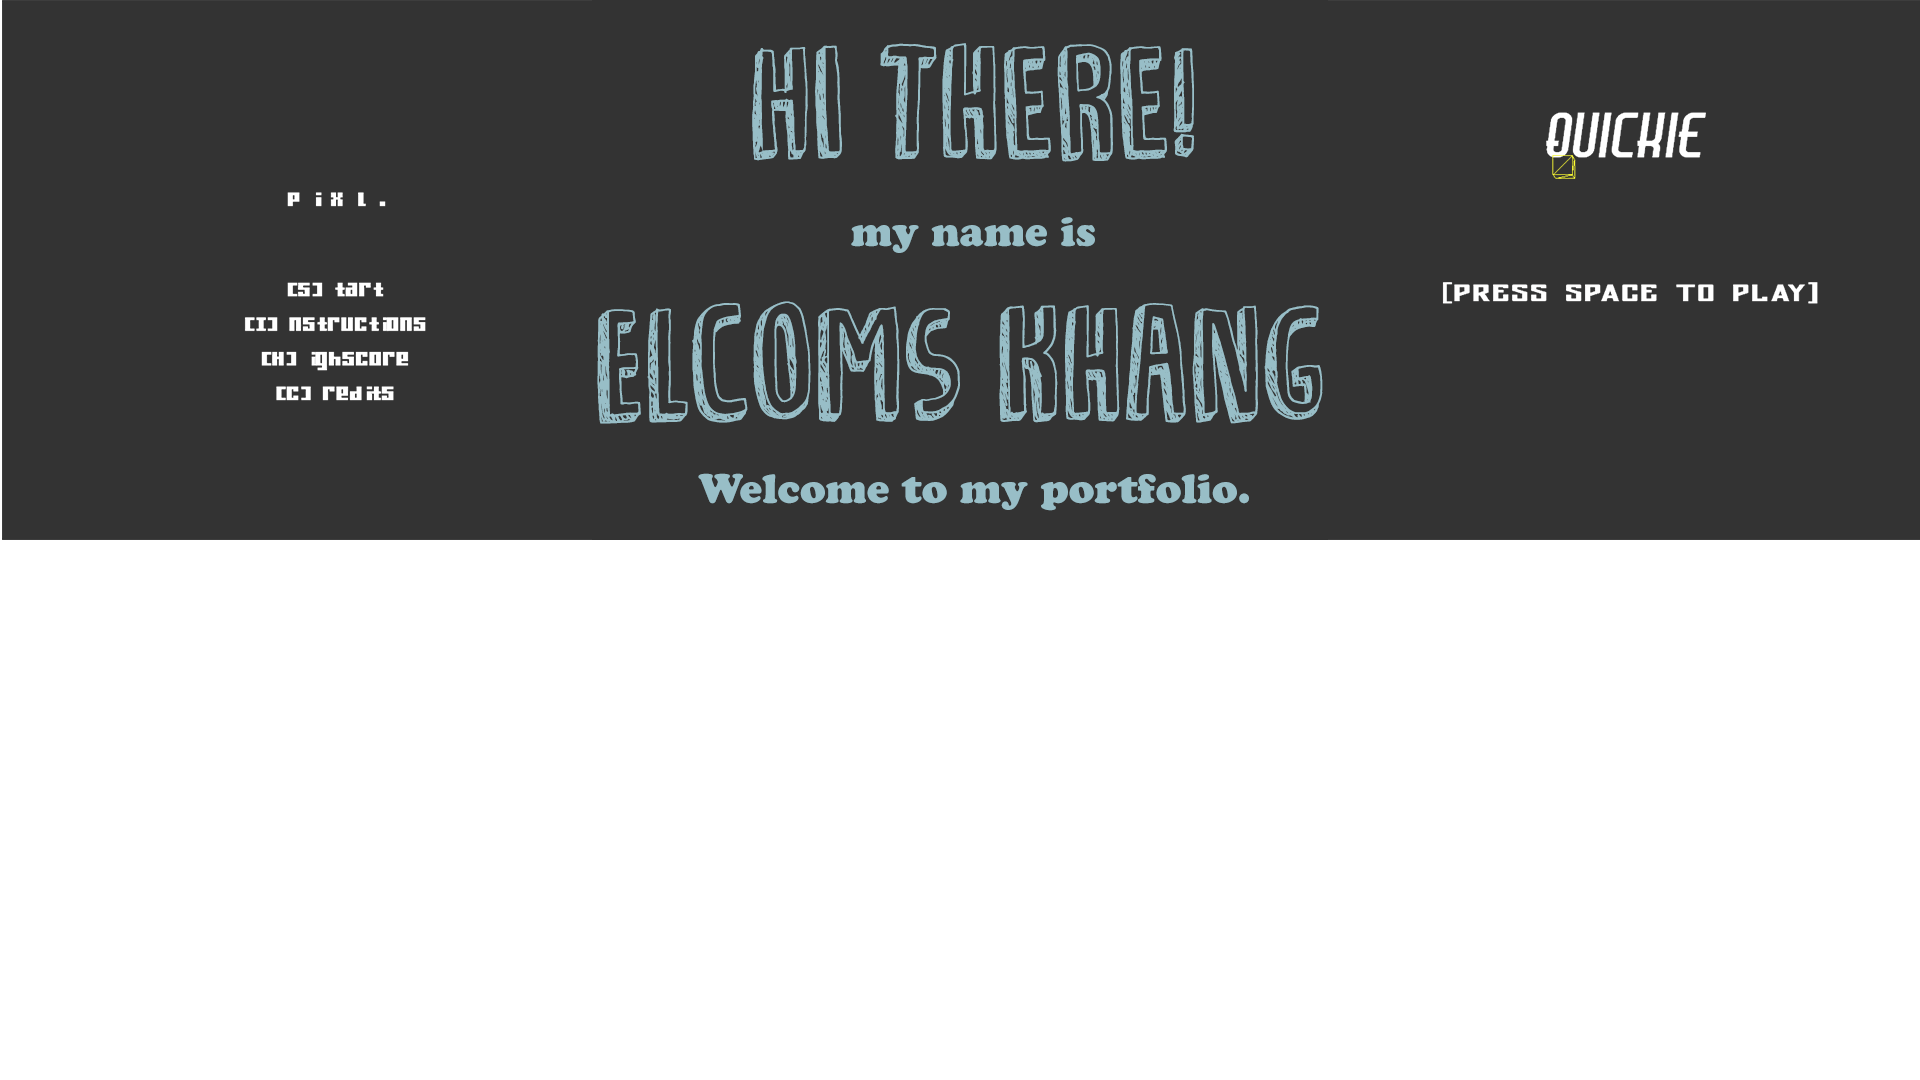 PiXl.
[S] tart
[I] nstructions
[H] ighscore
[C] redits
HI THERE!
my name is
ELCOMS KHANG
Welcome to my portfolio.
QUICKIE
[PRESS SPACE TO PLAY]